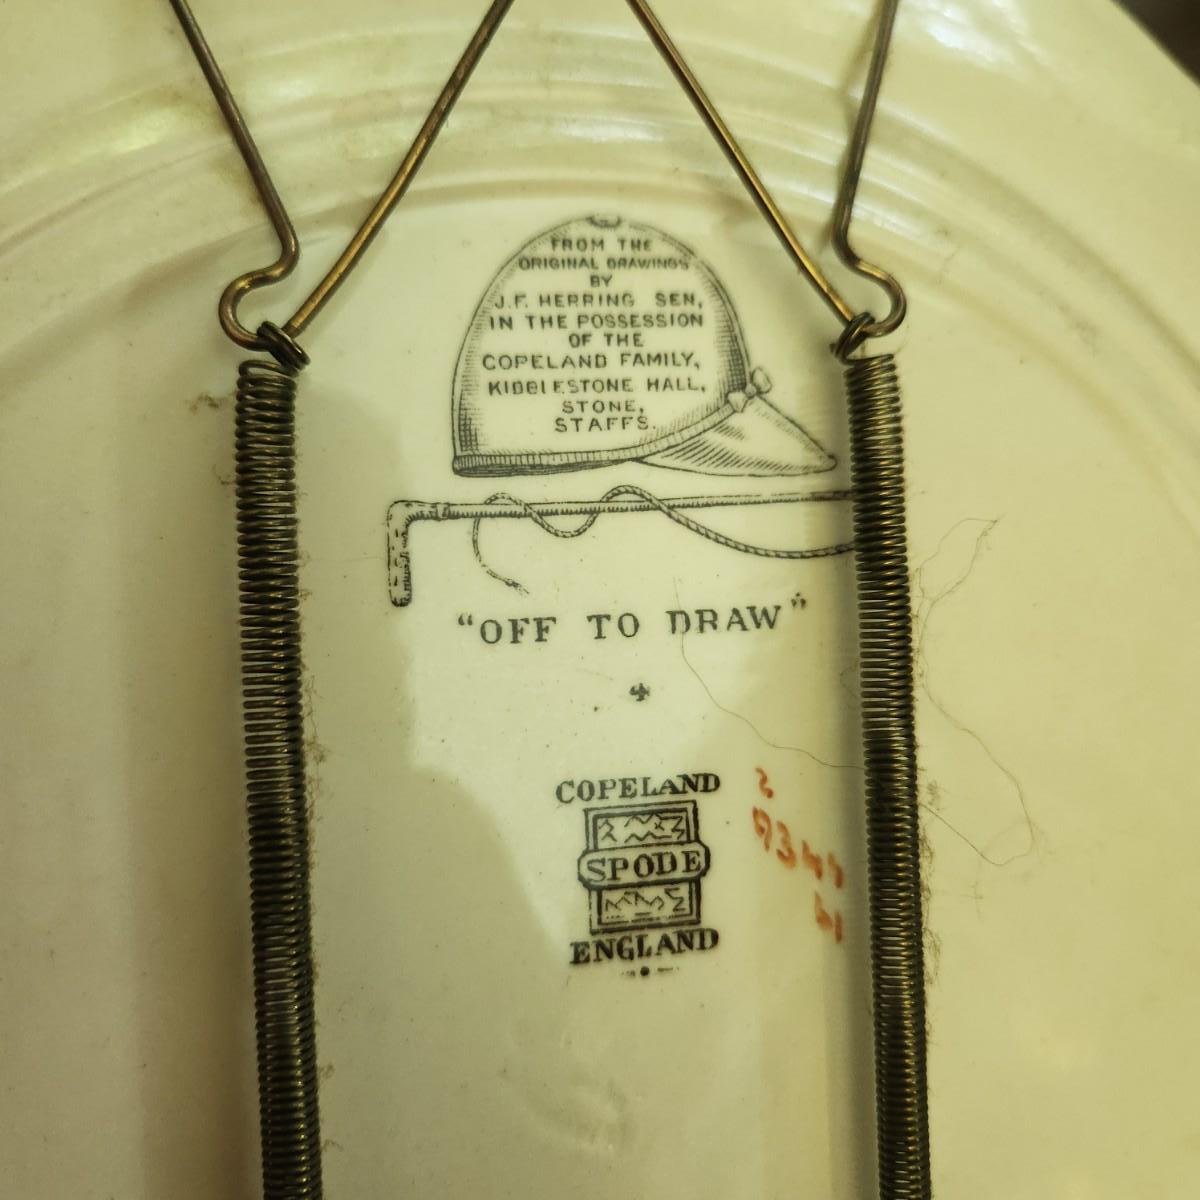 FROM THE
ORIGINAL DRAWINGS
BY
J.F. HERRING SEN,
IN THE POSSESSION
OF THE
COPELAND FAMILY,
KIBBLESTONE HALL,
STONE,
STAFFS.
"OFF TO DRAW"
COPELAND
SPODE
ENGLAND
2